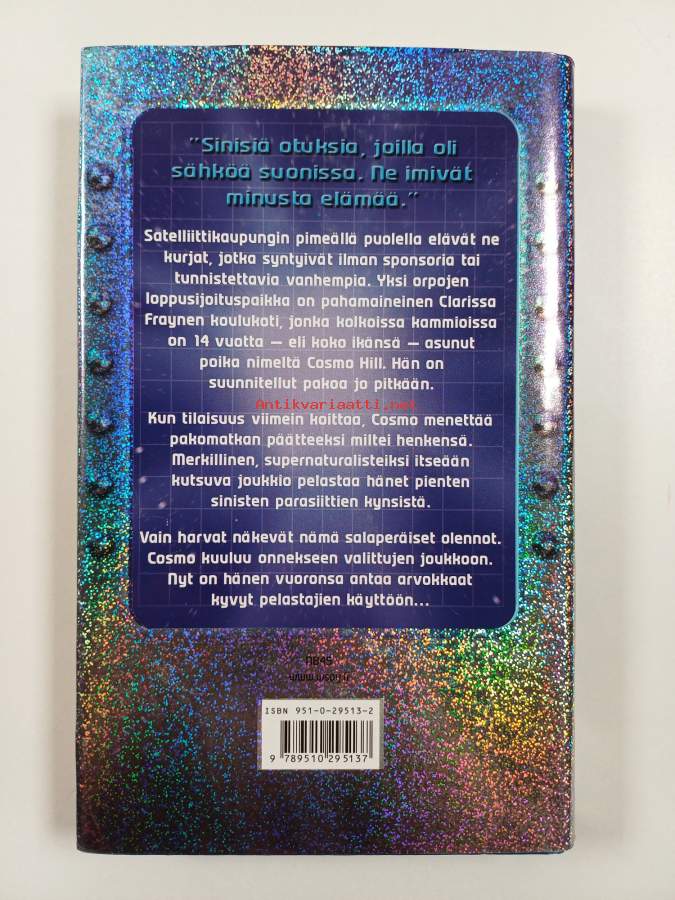 "Sinisiä otuksia, joilla oli
sähköä suonissa. Ne imivät
minusta elämää."
Satelliittikaupungin pimeällä puolella elävät ne
kurjat, jotka syntyivät ilman sponsoria tai
tunnistettavia vanhempia. Yksi orpojen
loppusijoituspaikka on pahamaineinen Clarissa
Fraynen koulukoti, jonka kolkoissa kammioissa
on 14 vuotta – eli koko ikänsä – asunut
poika nimeltä Cosmo Hill. Hän on
suunnitellut pakoa jo pitkään.
Antikvariaatti.net
Kun tilaisuus viimein koittaa, Cosmo menettää
pakomatkan päätteeksi miltei henkensä.
Merkillinen, supernaturalisteiksi itseään
kutsuva joukkio pelastaa hänet pienten
sinisten parasiittien kynsistä.
Vain harvat näkevät nämä salaperäiset olennot.
Cosmo kuuluu onnekseen valittujen joukkoon.
Nyt on hänen vuoronsa antaa arvokkaat
kyvyt pelastajien käyttöön...
N84.5
www.wsoy.fi
ISBN 951-0-29513-2
9 789510 295137